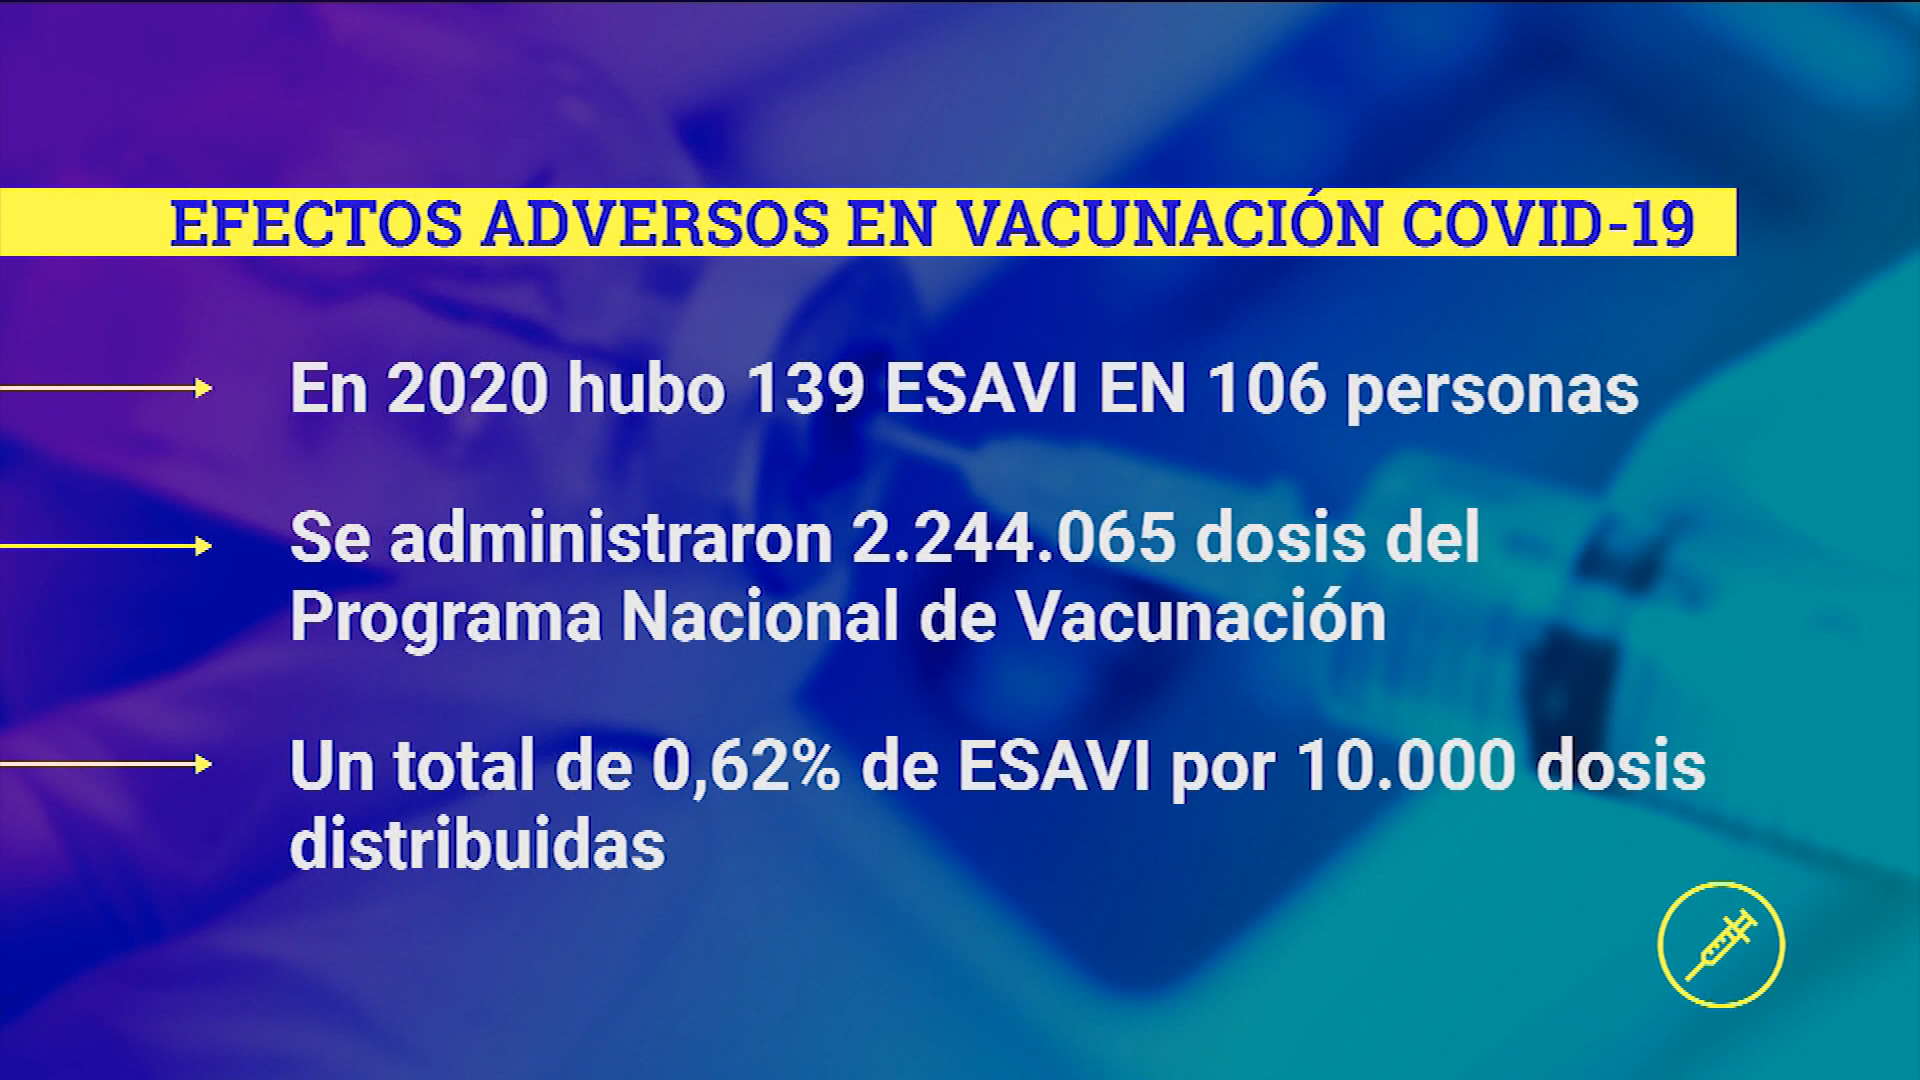 EFECTOS ADVERSOS EN VACUNACIÓN COVID-19
En 2020 hubo 139 ESAVI EN 106 personas
Se administraron 2.244.065 dosis del
Programa Nacional de Vacunación
Un total de 0,62% de ESAVI por 10.000 dosis
distribuidas